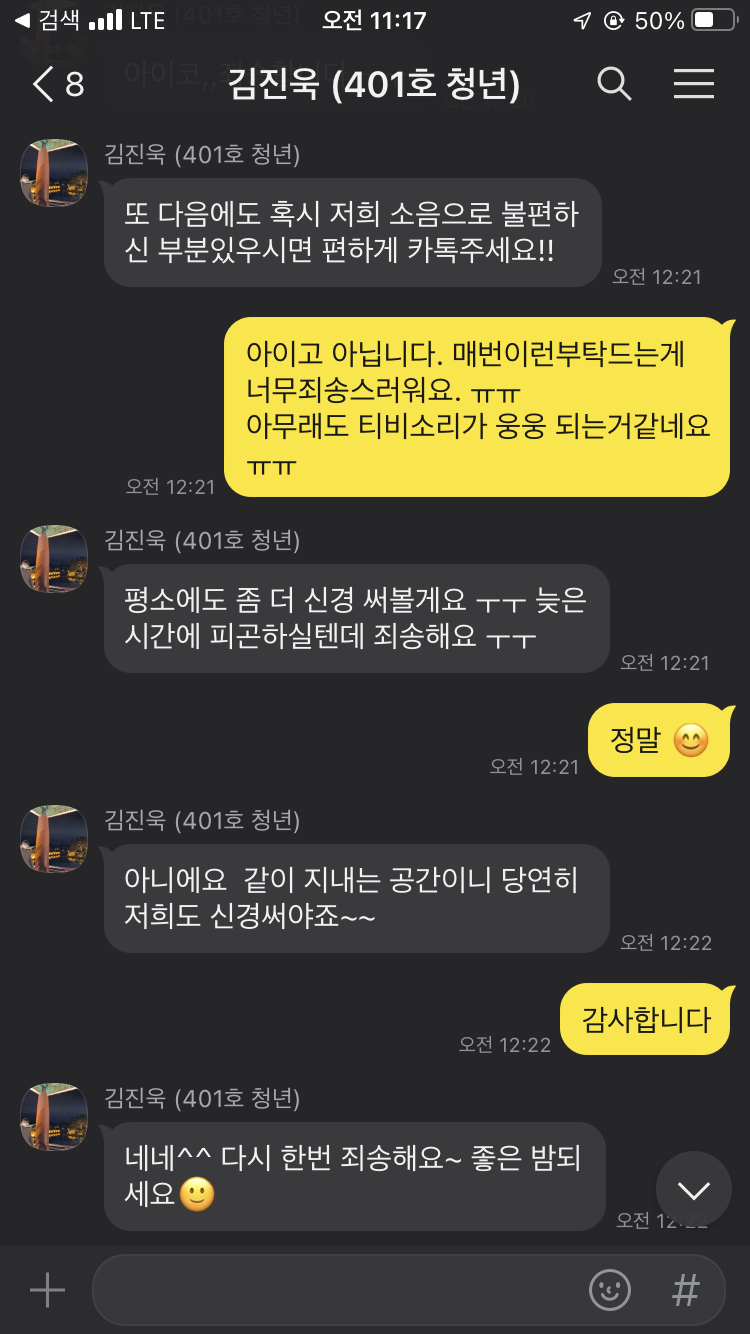 검색 LTE 오전 11:17 50%
8 김진욱 (401호 청년)
김진욱 (401호 청년)
또 다음에도 혹시 저희 소음으로 불편하
신 부분있우시면 편하게 카톡주세요!!
오전 12:21
아이고 아닙니다. 매번이런부탁드는게
너무죄송스러워요. ㅠㅠ
아무래도 티비소리가 웅웅 되는거같네요
ㅠㅠ
오전 12:21
김진욱 (401호 청년)
평소에도 좀 더 신경 써볼게요 ㅜㅜ 늦은
시간에 피곤하실텐데 죄송해요 ㅜㅜ
오전 12:21
정말 😊
오전 12:21
김진욱 (401호 청년)
아니에요  같이 지내는 공간이니 당연히
저희도 신경써야죠~~
오전 12:22
감사합니다
오전 12:22
김진욱 (401호 청년)
네네^^ 다시 한번 죄송해요~ 좋은 밤되
세요🙂
오전 12:22
#